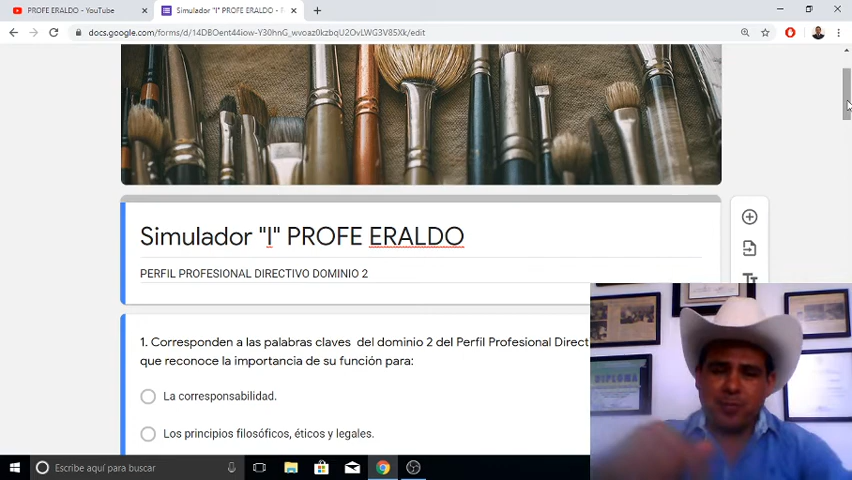 PROFE ERALDO - YouTube
Simulador "I" PROFE ERALDO -
docs.google.com/forms/d/14DBOent44iow-Y30hnG_wvoaz0kzbqU2OvLWG3V85Xk/edit
Simulador "I" PROFE ERALDO
PERFIL PROFESIONAL DIRECTIVO DOMINIO 2
1. Corresponden a las palabras claves del dominio 2 del Perfil Profesional Direct
que reconoce la importancia de su función para:
La corresponsabilidad.
Los principios filosóficos, éticos y legales.
DIPLOMA
Escribe aquí para buscar